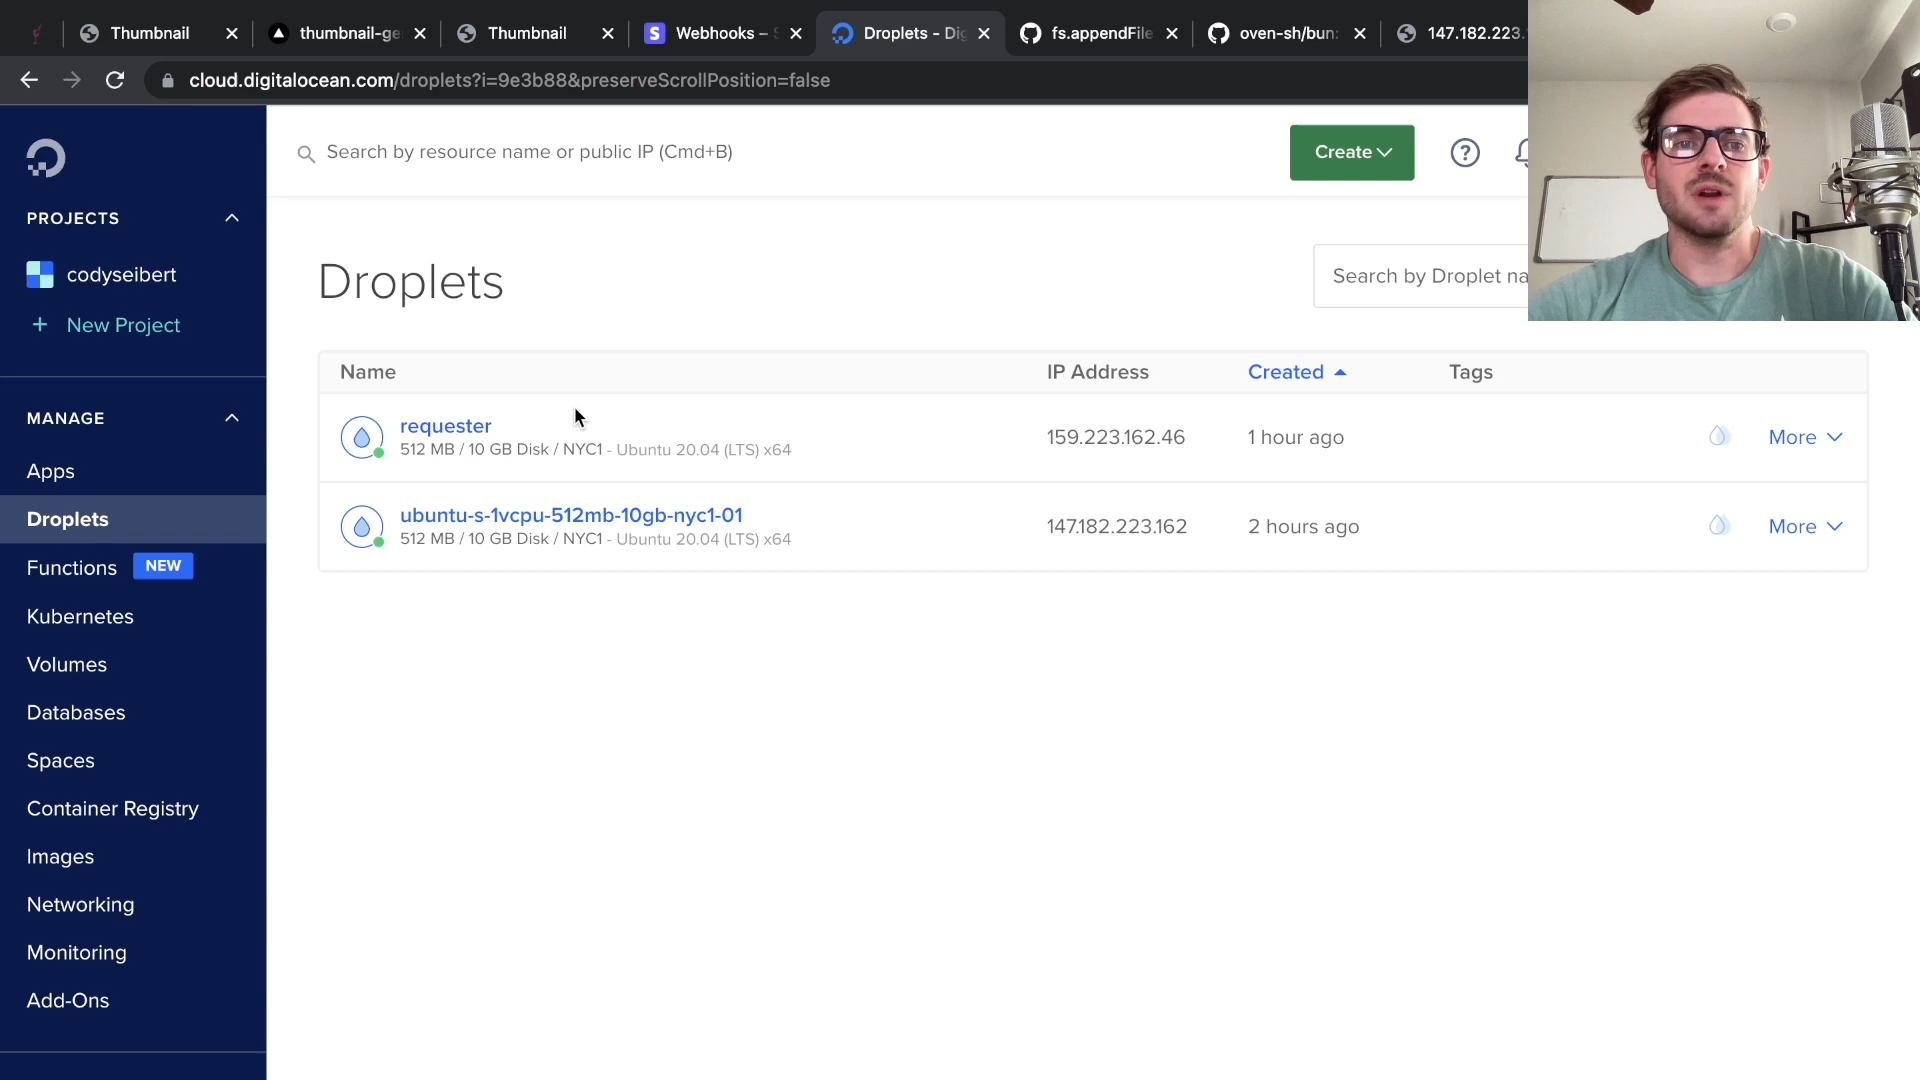 Thumbnail
thumbnail-ge
Thumbnail
Webhooks –
Droplets - Dig
fs.appendFile
oven-sh/bun:
147.182.223.
cloud.digitalocean.com/droplets?i=9e3b88&preserveScrollPosition=false
Search by resource name or public IP (Cmd+B)
Create
?
PROJECTS
codyseibert
+ New Project
MANAGE
Apps
Droplets
Functions NEW
Kubernetes
Volumes
Databases
Spaces
Container Registry
Images
Networking
Monitoring
Add-Ons
Droplets
Search by Droplet na
Name IP Address Created Tags
requester
512 MB / 10 GB Disk / NYC1 - Ubuntu 20.04 (LTS) x64
159.223.162.46 1 hour ago More
ubuntu-s-1vcpu-512mb-10gb-nyc1-01
512 MB / 10 GB Disk / NYC1 - Ubuntu 20.04 (LTS) x64
147.182.223.162 2 hours ago More